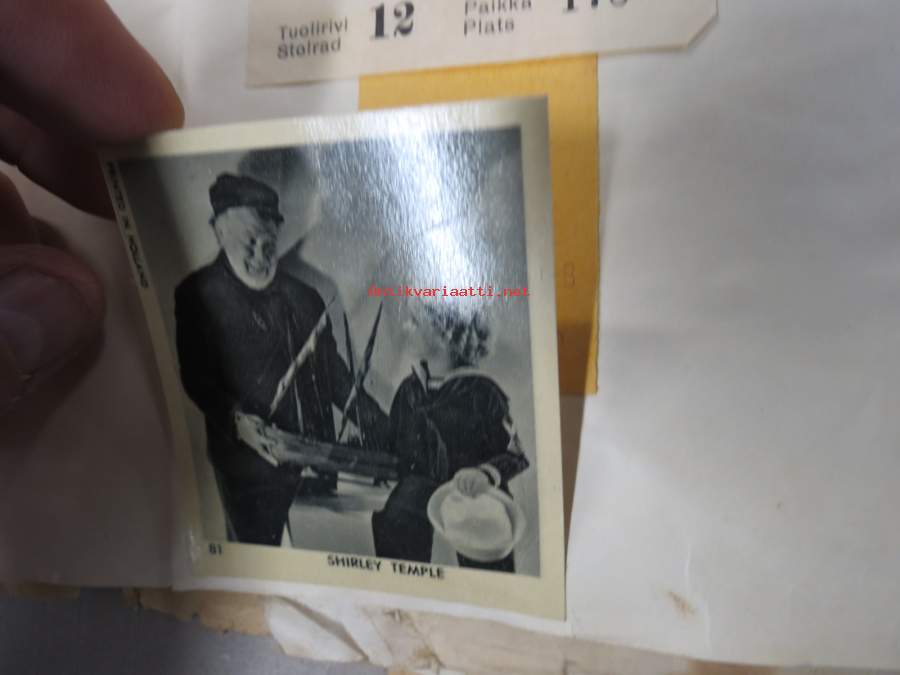 Tuolirivi 12 Paikka
Stolrad Plats
antikvariaatti.net
81
SHIRLEY TEMPLE